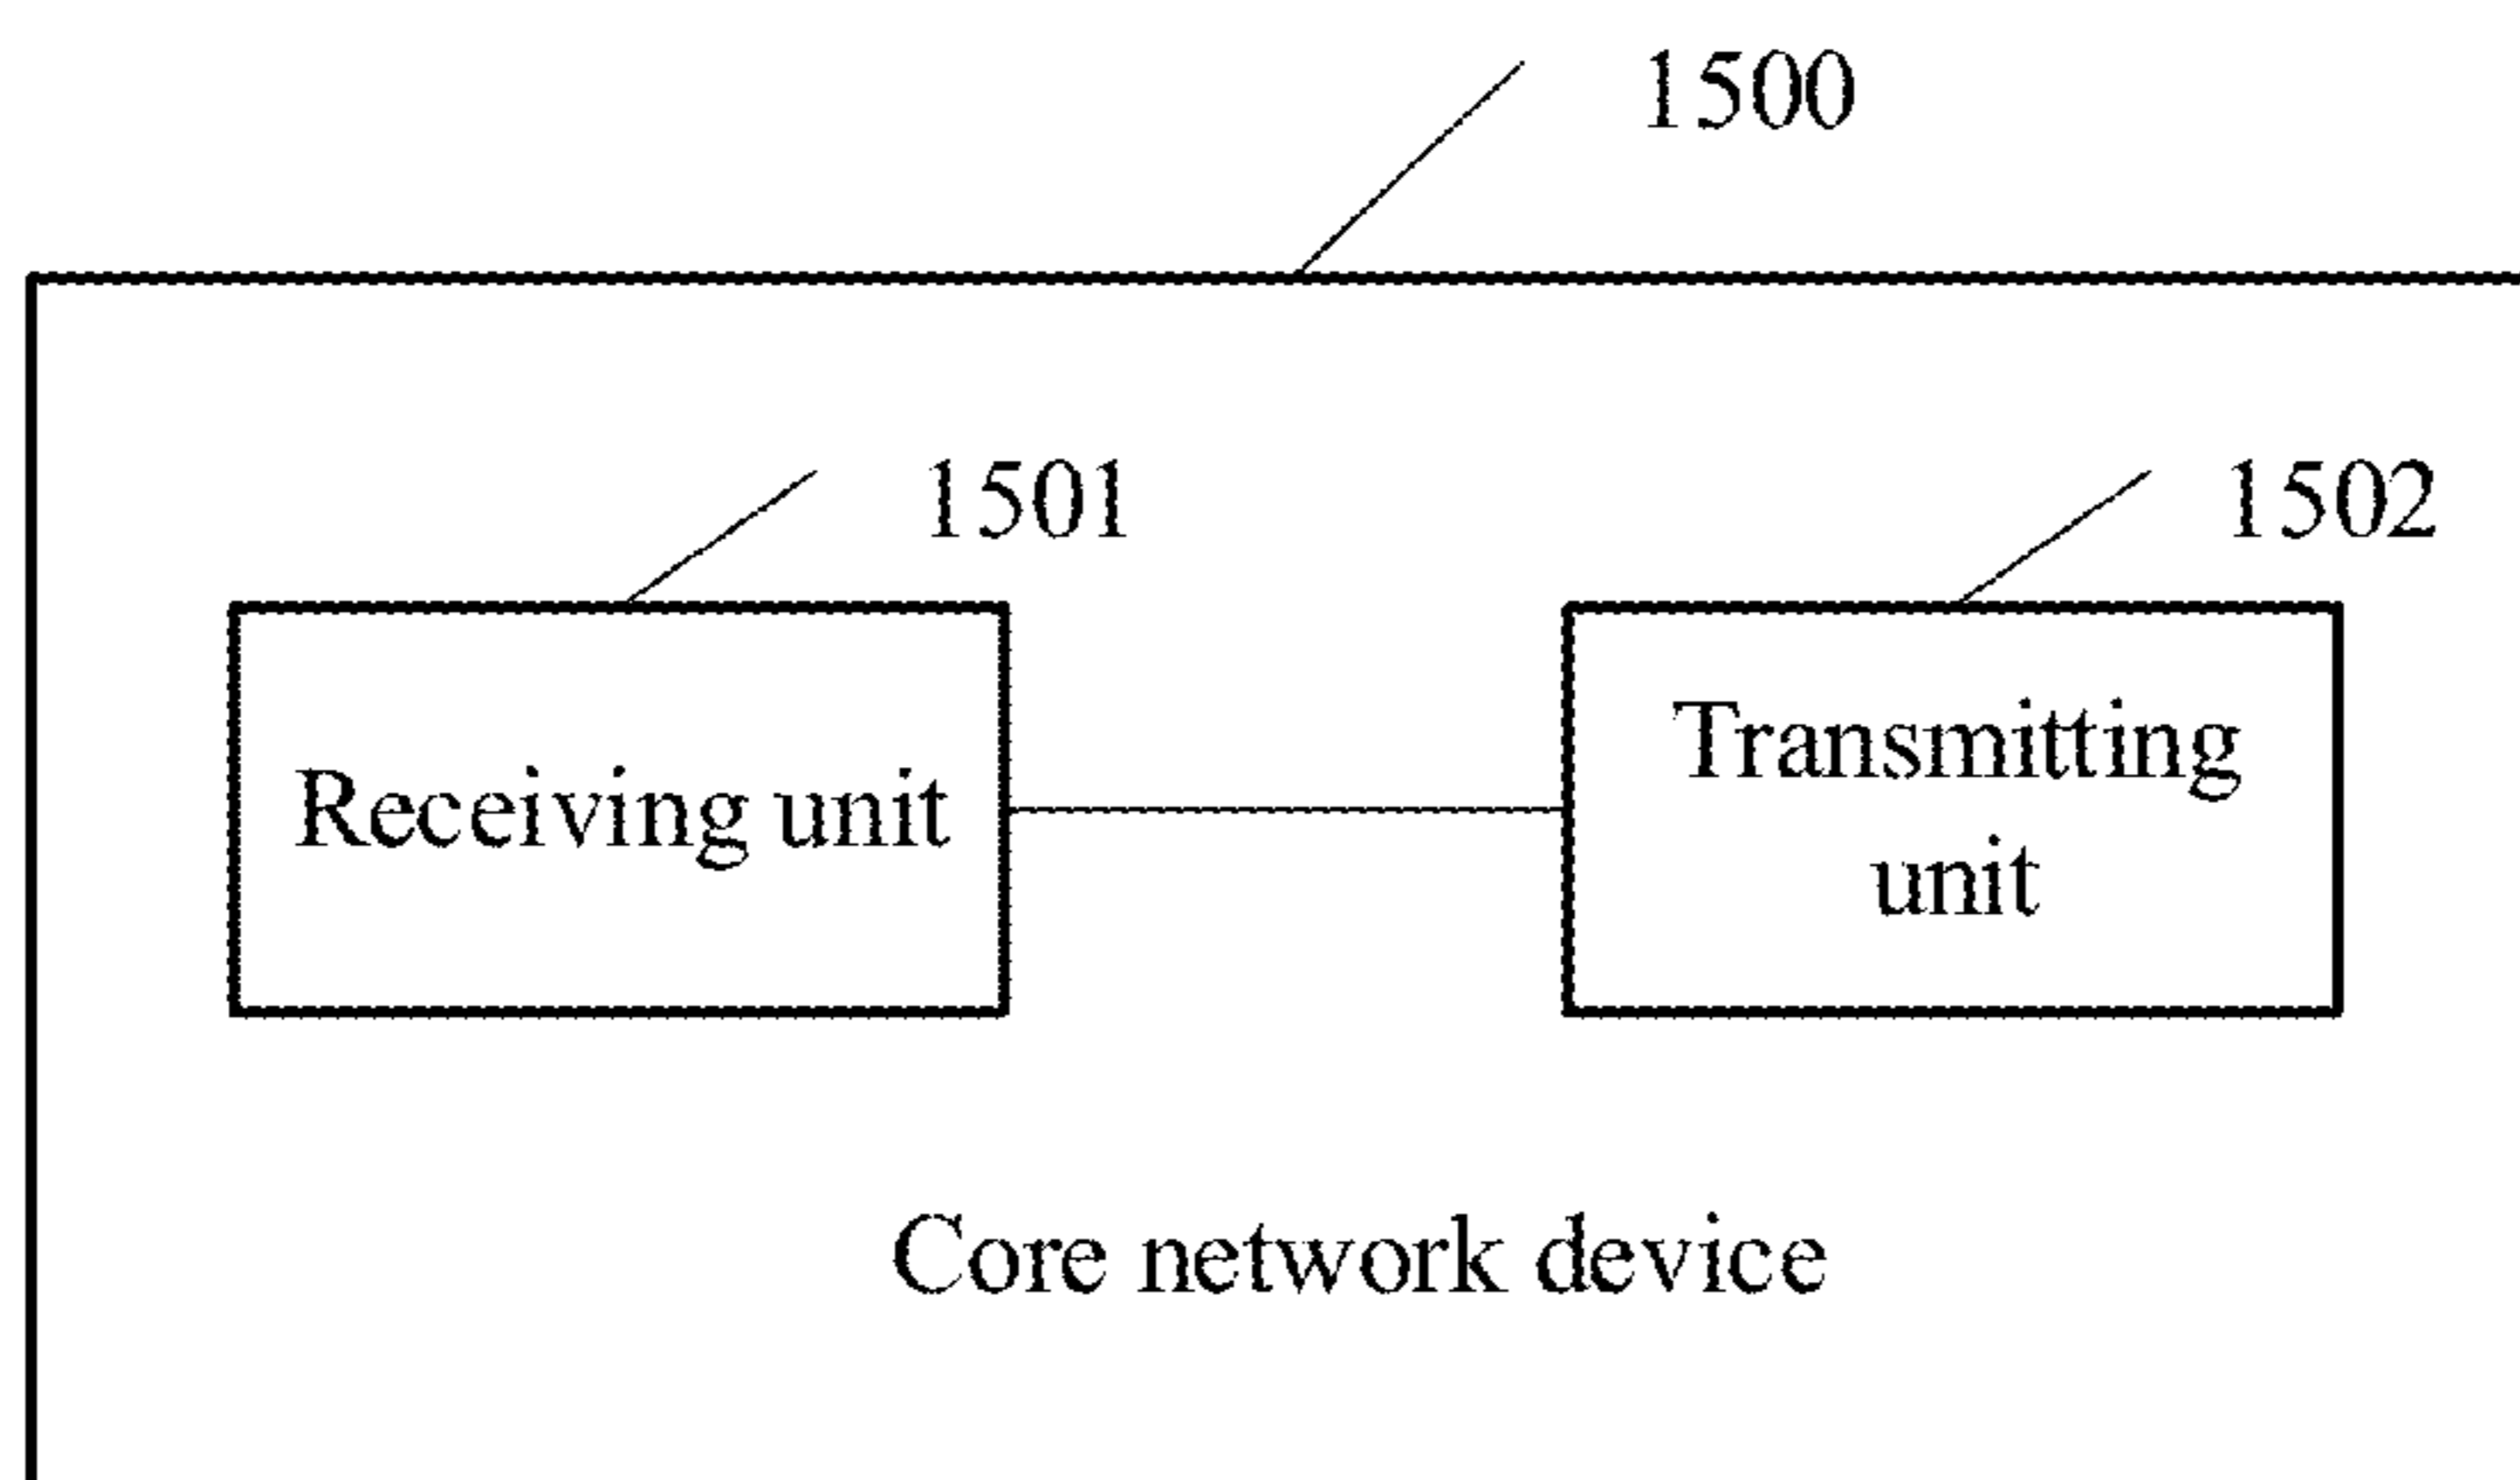 1500
1501
1502
Receiving unit
Transmitting
unit
Core network device